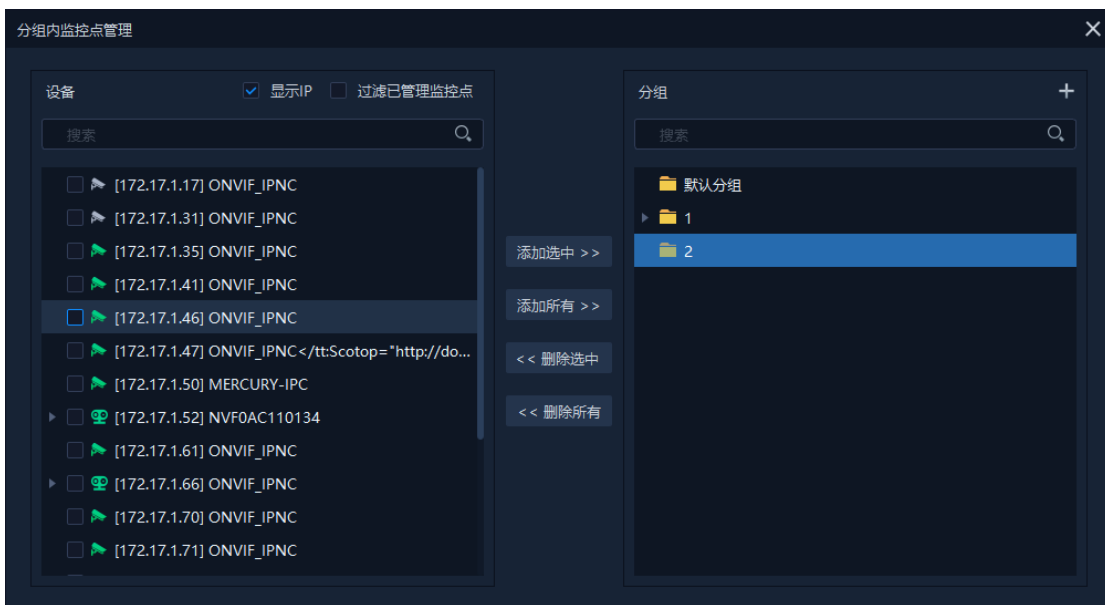 分组内监控点管理
设备 显示IP 过滤已管理监控点
搜索
[172.17.1.17] ONVIF_IPNC
[172.17.1.31] ONVIF_IPNC
[172.17.1.35] ONVIF_IPNC
[172.17.1.41] ONVIF_IPNC
[172.17.1.46] ONVIF_IPNC
[172.17.1.47] ONVIF_IPNC</tt:Scotop="http://do...
[172.17.1.50] MERCURY-IPC
[172.17.1.52] NVF0AC110134
[172.17.1.61] ONVIF_IPNC
[172.17.1.66] ONVIF_IPNC
[172.17.1.70] ONVIF_IPNC
[172.17.1.71] ONVIF_IPNC
添加选中 >>
添加所有 >>
<< 删除选中
<< 删除所有
分组
搜索
默认分组
1
2